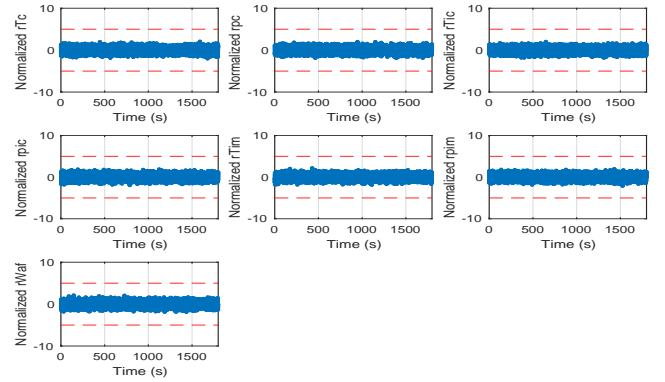 10
0
-10
Normalized rTc
0 500 1000 1500
Time (s)
10
0
-10
Normalized rpc
0 500 1000 1500
Time (s)
10
0
-10
Normalized rTic
0 500 1000 1500
Time (s)
10
0
-10
Normalized rpic
0 500 1000 1500
Time (s)
10
0
-10
Normalized rTim
0 500 1000 1500
Time (s)
10
0
-10
Normalized rpim
0 500 1000 1500
Time (s)
10
0
-10
Normalized rWaf
0 500 1000 1500
Time (s)